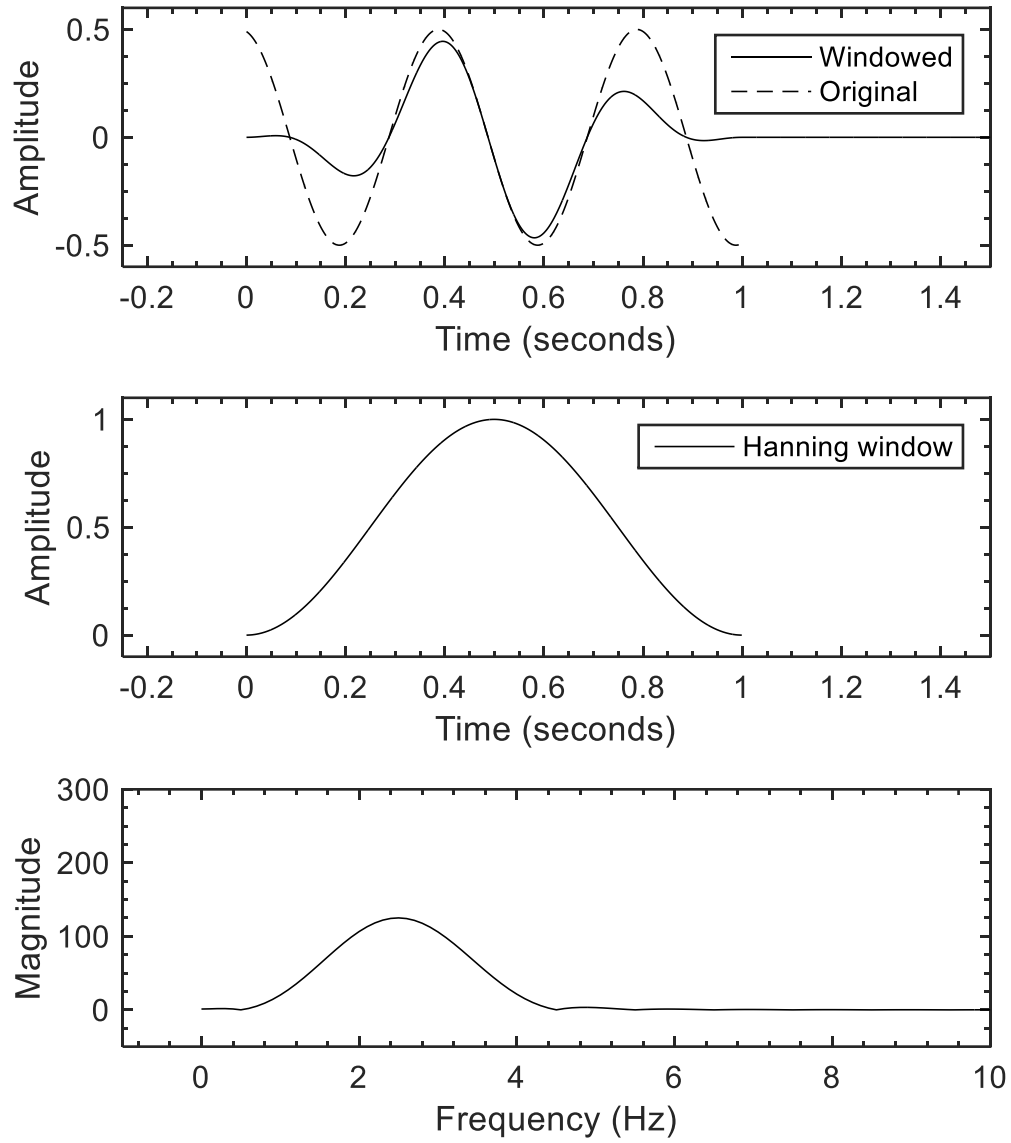 Amplitude
0.5
0
-0.5
Windowed
Original
-0.2 0 0.2 0.4 0.6 0.8 1 1.2 1.4
Time (seconds)
Amplitude
1
0.5
0
Hanning window
-0.2 0 0.2 0.4 0.6 0.8 1 1.2 1.4
Time (seconds)
Magnitude
300
200
100
0
0 2 4 6 8 10
Frequency (Hz)